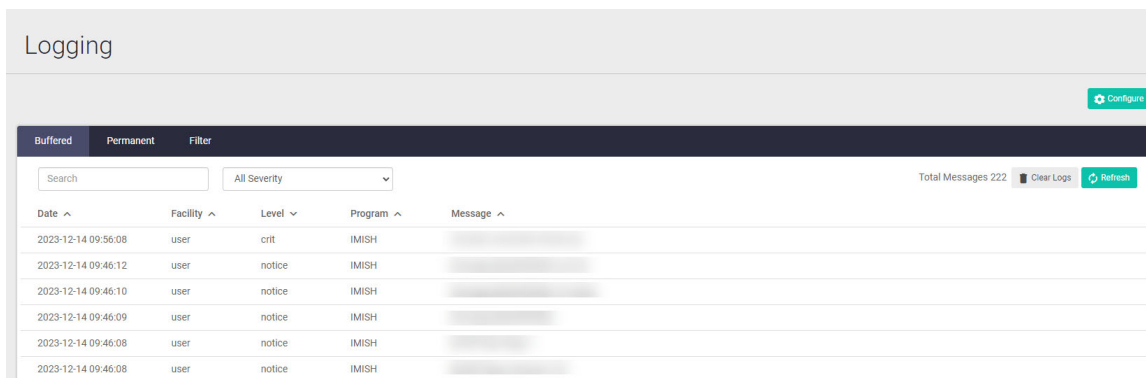 Logging
Configure
Buffered Permanent Filter
Search All Severity Total Messages 222 Clear Logs Refresh
Date Facility Level Program Message
2023-12-14 09:56:08 user crit IMISH
2023-12-14 09:46:12 user notice IMISH
2023-12-14 09:46:10 user notice IMISH
2023-12-14 09:46:09 user notice IMISH
2023-12-14 09:46:08 user notice IMISH
2023-12-14 09:46:08 user notice IMISH